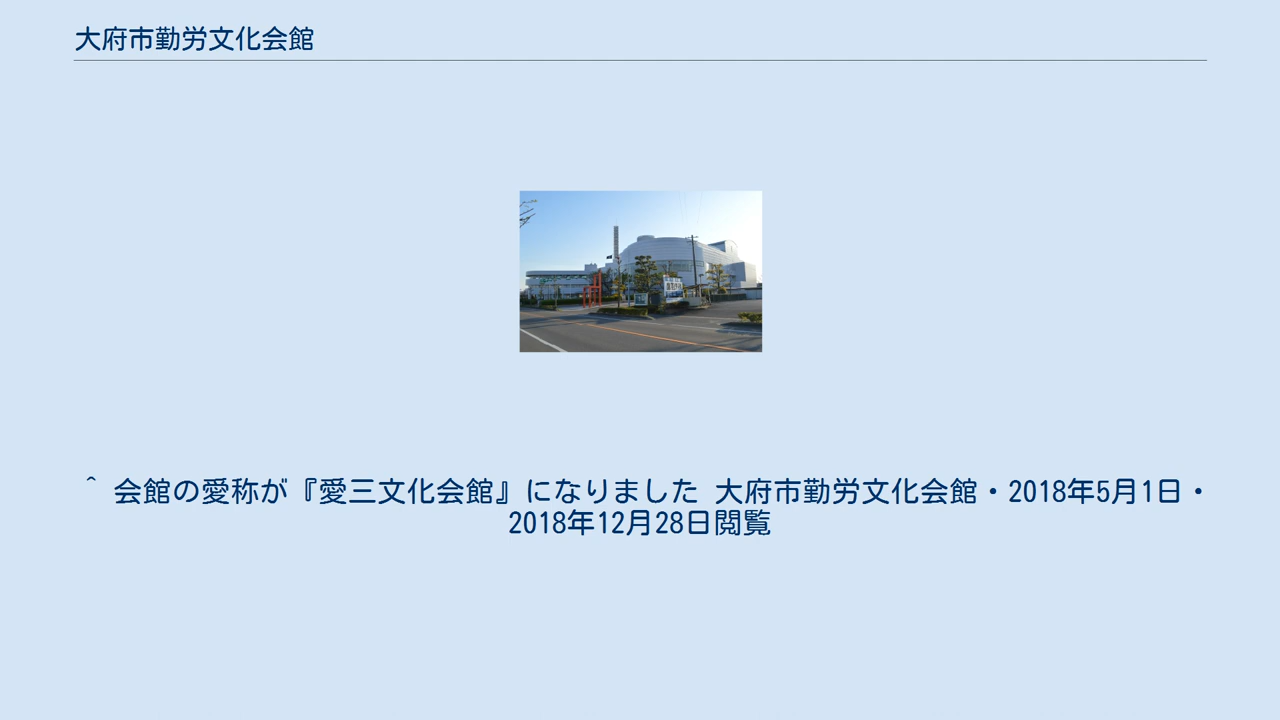 大府市勤労文化会館
^ 会館の愛称が『愛三文化会館』になりました 大府市勤労文化会館・2018年5月1日・
2018年12月28日閲覧